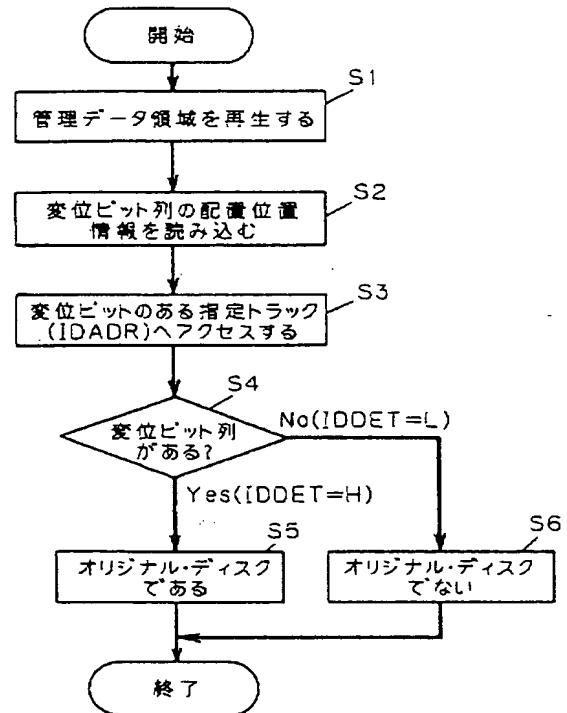 開始
S1
管理データ領域を再生する
S2
変位ピット列の配置位置
情報を読み込む
S3
変位ピットのある指定トラック
(IDADR)へアクセスする
S4
変位ピット列
がある?
No(IDDET=L)
Yes(IDDET=H)
S5
オリジナル・ディスク
である
S6
オリジナル・ディスク
でない
終了